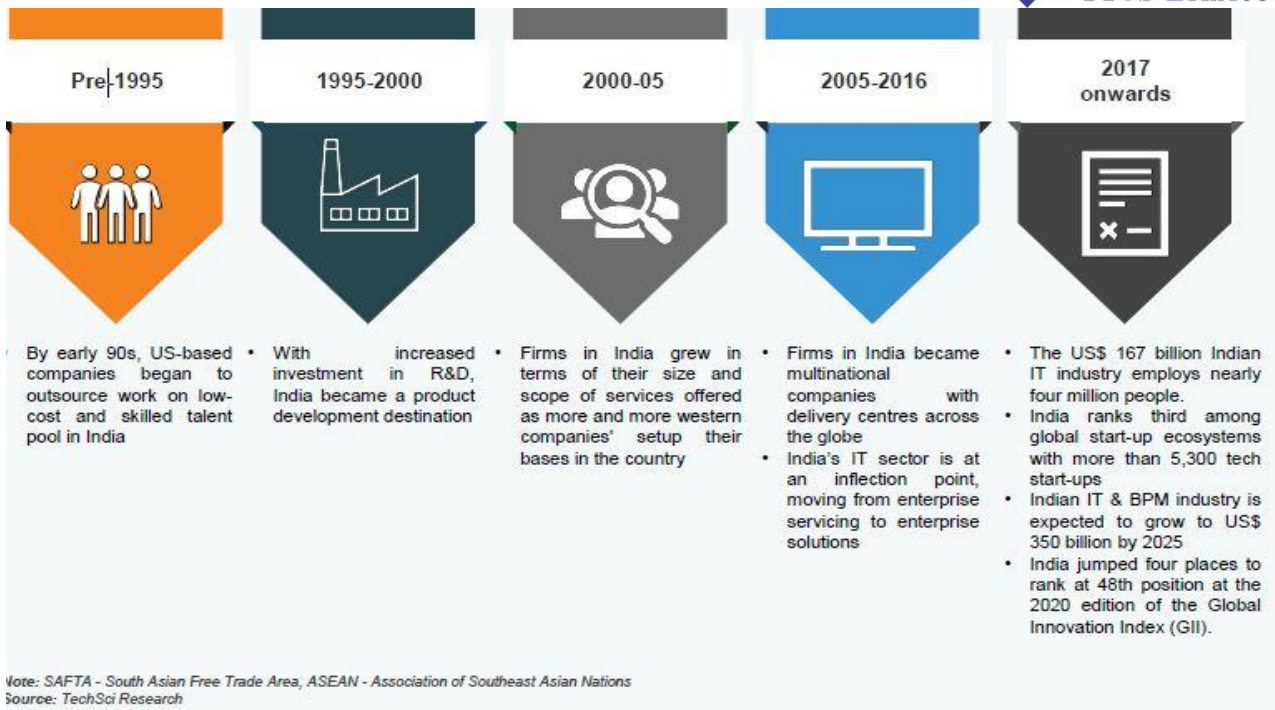 Pre-1995
1995-2000
2000-05
2005-2016
2017
onwards
• By early 90s, US-based
companies began to
outsource work on low-
cost and skilled talent
pool in India
• With increased
investment in R&D,
India became a product
development destination
• Firms in India grew in
terms of their size and
scope of services offered
as more and more western
companies' setup their
bases in the country
• Firms in India became
multinational
companies with
delivery centres across
the globe
• India's IT sector is at
an inflection point,
moving from enterprise
servicing to enterprise
solutions
• The US$ 167 billion Indian
IT industry employs nearly
four million people.
• India ranks third among
global start-up ecosystems
with more than 5,300 tech
start-ups
• Indian IT & BPM industry is
expected to grow to US$
350 billion by 2025
• India jumped four places to
rank at 48th position at the
2020 edition of the Global
Innovation Index (GII).
Note: SAFTA - South Asian Free Trade Area, ASEAN - Association of Southeast Asian Nations
Source: TechSci Research